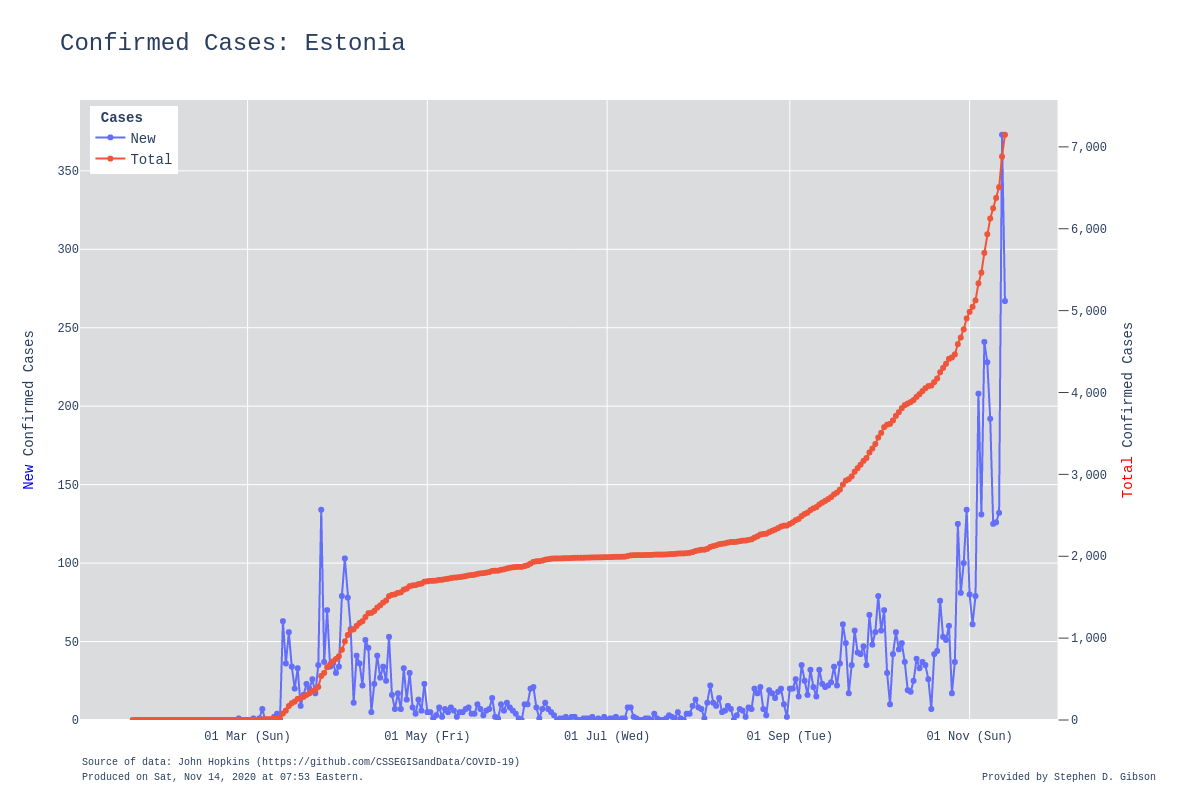 Confirmed Cases: Estonia
Cases
New
Total
350
300
250
200
150
100
50
0
New Confirmed Cases
7,000
6,000
5,000
4,000
3,000
2,000
1,000
0
Total Confirmed Cases
01 Mar (Sun) 01 May (Fri) 01 Jul (Wed) 01 Sep (Tue) 01 Nov (Sun)
Source of data: John Hopkins (https://github.com/CSSEGISandData/COVID-19)
Produced on Sat, Nov 14, 2020 at 07:53 Eastern.
Provided by Stephen D. Gibson